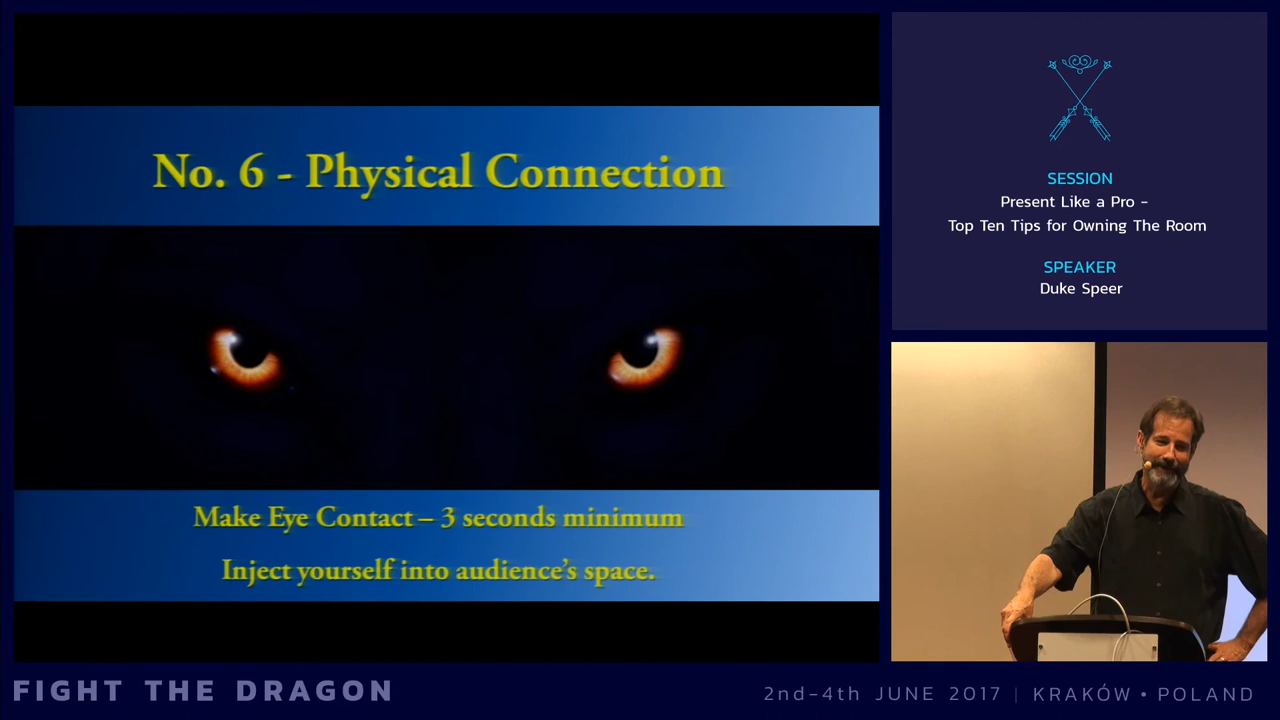 No. 6 - Physical Connection
Make Eye Contact – 3 seconds minimum
Inject yourself into audience's space.
SESSION
Present Like a Pro -
Top Ten Tips for Owning The Room
SPEAKER
Duke Speer
FIGHT THE DRAGON
2nd-4th JUNE 2017 | KRAKÓW • POLAND